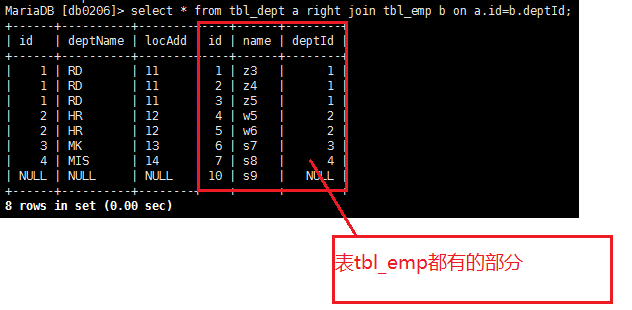 MariaDB [db0206]> select * from tbl_dept a right join tbl_emp b on a.id=b.deptId;
+------+----------+--------+----+------+--------+
| id   | deptName | locAdd | id | name | deptId |
+------+----------+--------+----+------+--------+
|    1 | RD       | 11     |  1 | z3   |      1 |
|    1 | RD       | 11     |  2 | z4   |      1 |
|    1 | RD       | 11     |  3 | z5   |      1 |
|    2 | HR       | 12     |  4 | w5   |      2 |
|    2 | HR       | 12     |  5 | w6   |      2 |
|    3 | MK       | 13     |  6 | s7   |      3 |
|    4 | MIS      | 14     |  7 | s8   |      4 |
| NULL | NULL     | NULL   | 10 | s9   |   NULL |
+------+----------+--------+----+------+--------+
8 rows in set (0.00 sec)
表tbl_emp都有的部分